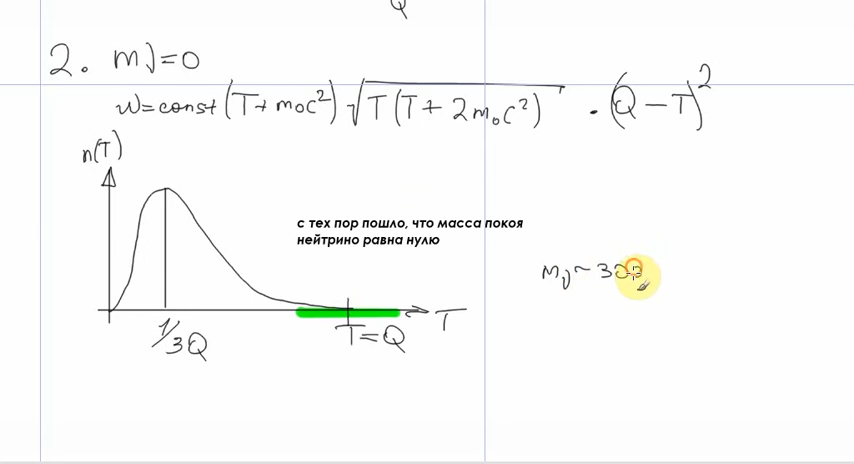 Q
2. mν=0
w=const(T+m₀c²)√T(T+2m₀c²) · (Q−T)²
n(T)
с тех пор пошло, что масса покоя
нейтрино равна нулю
mν~30
1/3Q
T=Q
T